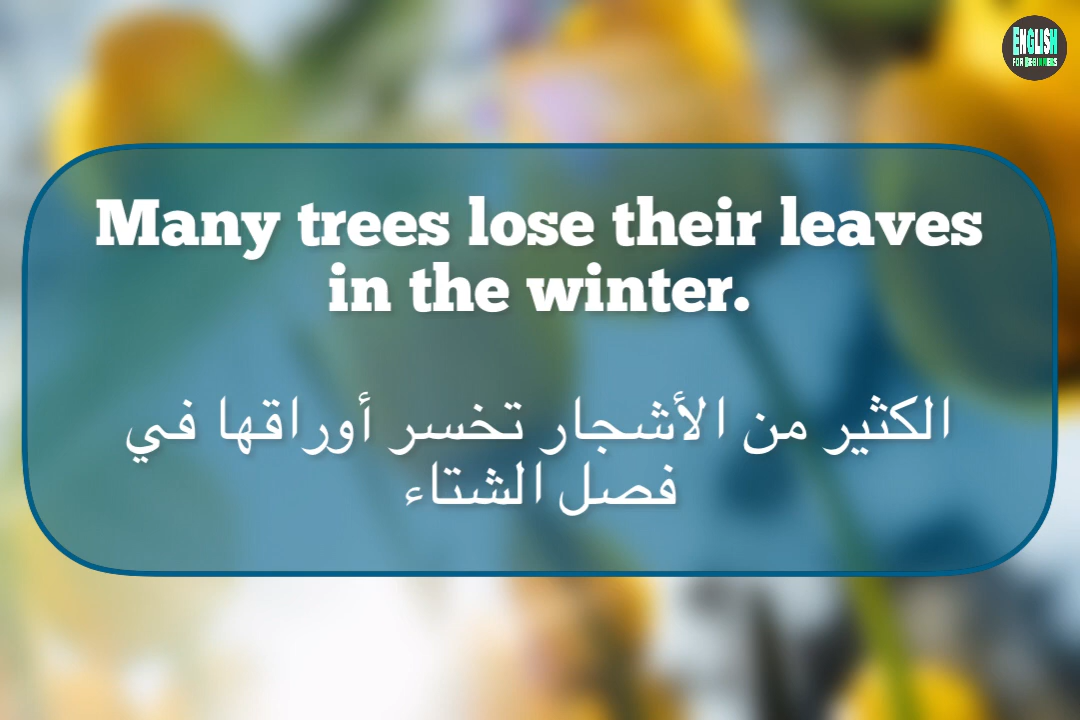 ENGLISH
FOR BEGINNERS
Many trees lose their leaves
in the winter.
الكثير من الأشجار تخسر أوراقها في
فصل الشتاء